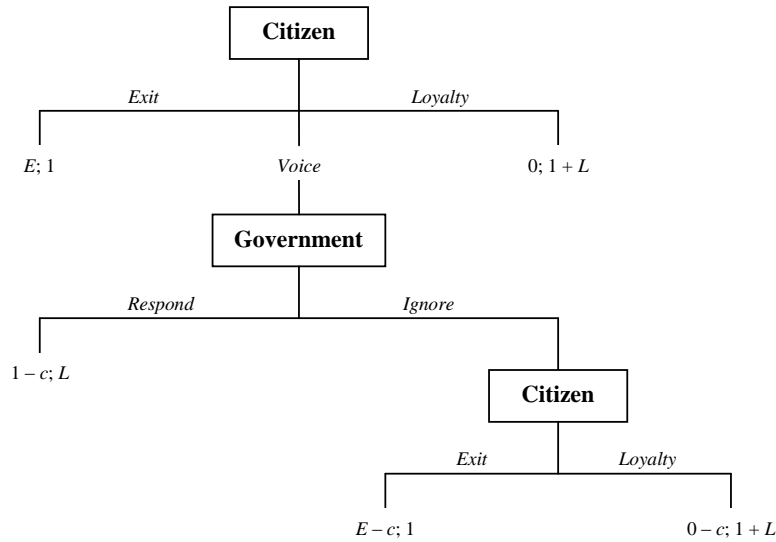 Citizen
Exit Loyalty
E; 1 Voice 0; 1 + L
Government
Respond Ignore
1 – c; L
Citizen
Exit Loyalty
E – c; 1 0 – c; 1 + L